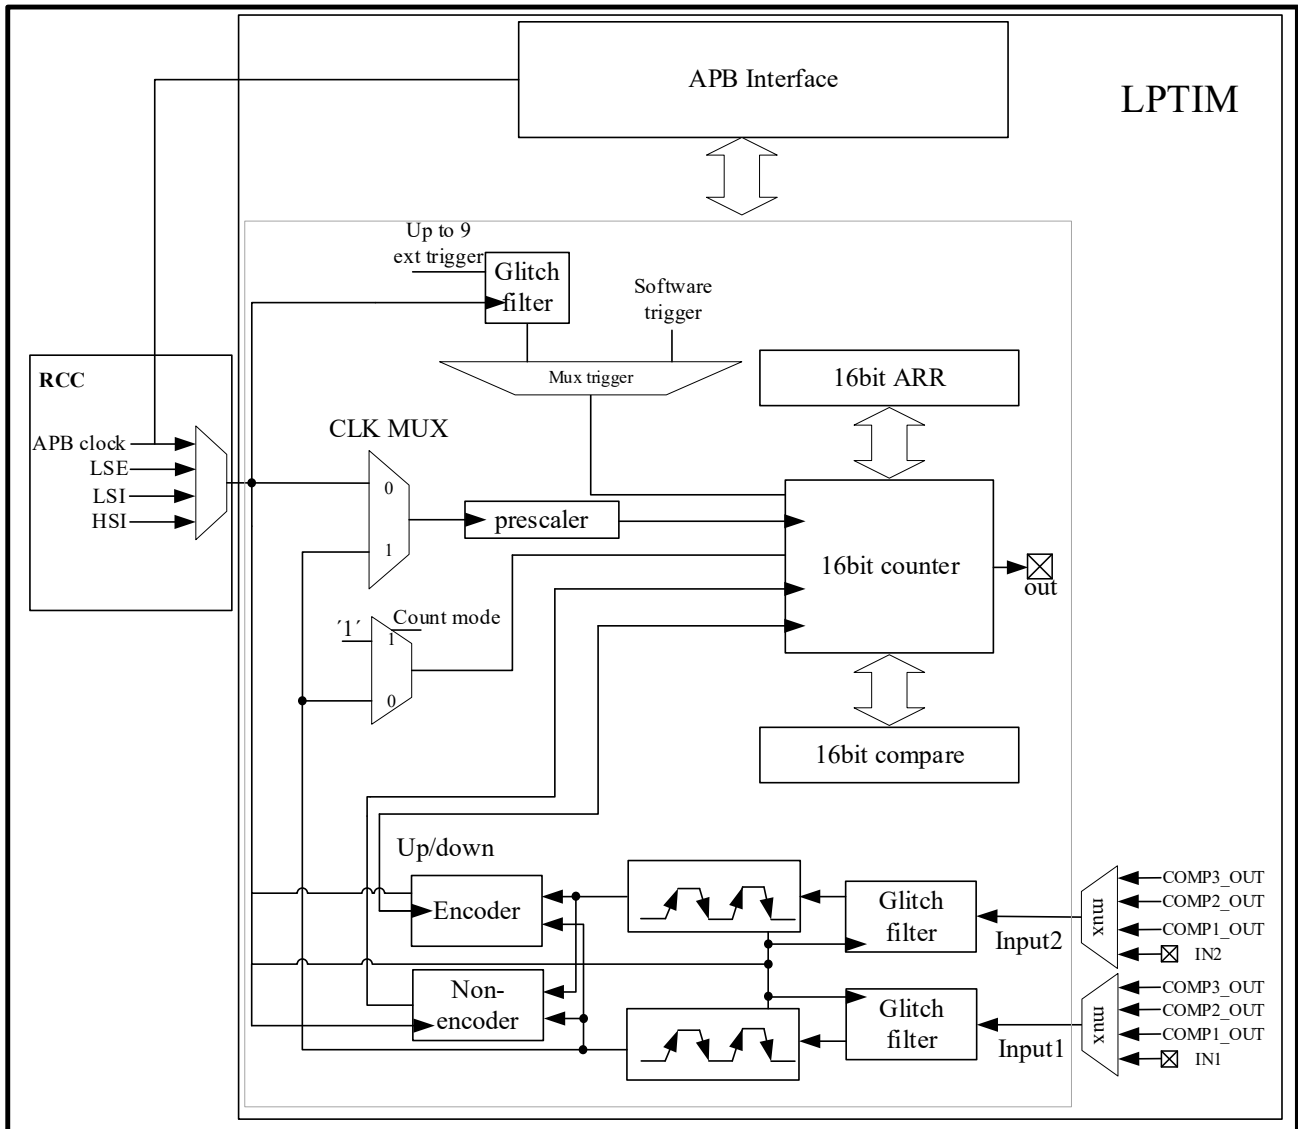 APB Interface
LPTIM
Up to 9
ext trigger
Glitch
filter
Software
trigger
Mux trigger
16bit ARR
RCC
APB clock
LSE
LSI
HSI
CLK MUX
0
1
prescaler
16bit counter
out
´1´
Count mode
1
0
16bit compare
Up/down
Encoder
Non-
encoder
Glitch
filter
Input2
mux
COMP3_OUT
COMP2_OUT
COMP1_OUT
IN2
Glitch
filter
Input1
mux
COMP3_OUT
COMP2_OUT
COMP1_OUT
IN1